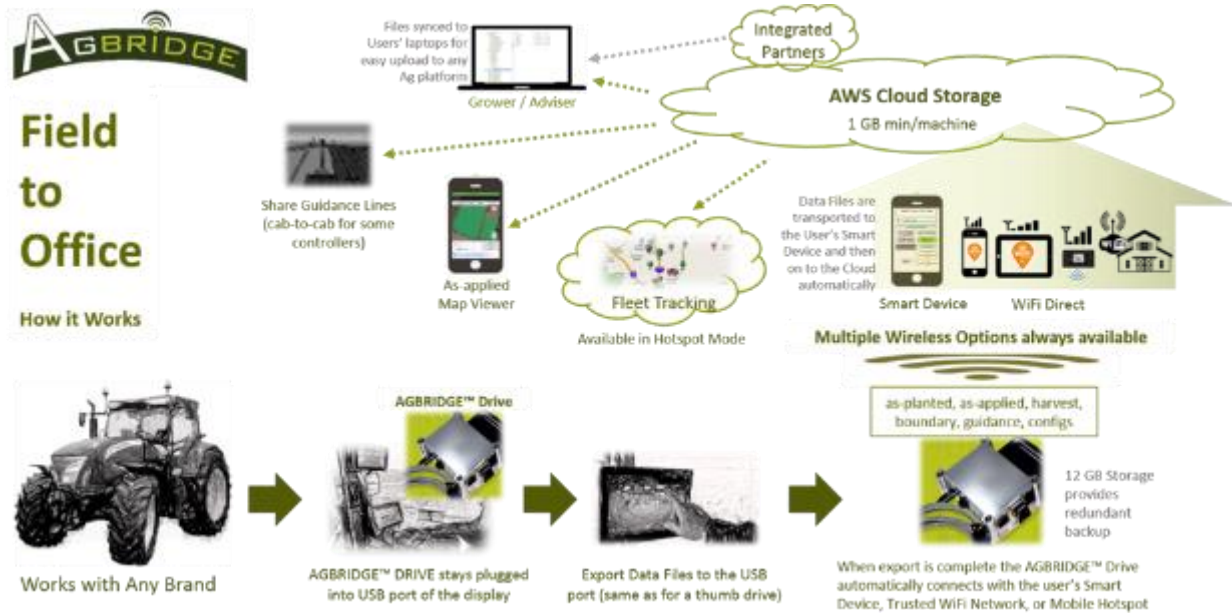 AGBRIDGE
Field
to
Office
How it Works
Files synced to
Users' laptops for
easy upload to any
Ag platform
Grower / Adviser
Integrated
Partners
AWS Cloud Storage
1 GB min/machine
Share Guidance Lines
(cab-to-cab for some
controllers)
As-applied
Map Viewer
Fleet Tracking
Available in Hotspot Mode
Data Files are
transported to
the User's Smart
Device and then
on to the Cloud
automatically
Smart Device
WiFi Direct
Multiple Wireless Options always available
as-planted, as-applied, harvest,
boundary, guidance, configs
12 GB Storage
provides
redundant
backup
Works with Any Brand
AGBRIDGE™ Drive
AGBRIDGE™ DRIVE stays plugged
into USB port of the display
Export Data Files to the USB
port (same as for a thumb drive)
When export is complete the AGBRIDGE™ Drive
automatically connects with the user's Smart
Device, Trusted WiFi Network, or Mobile Hotspot